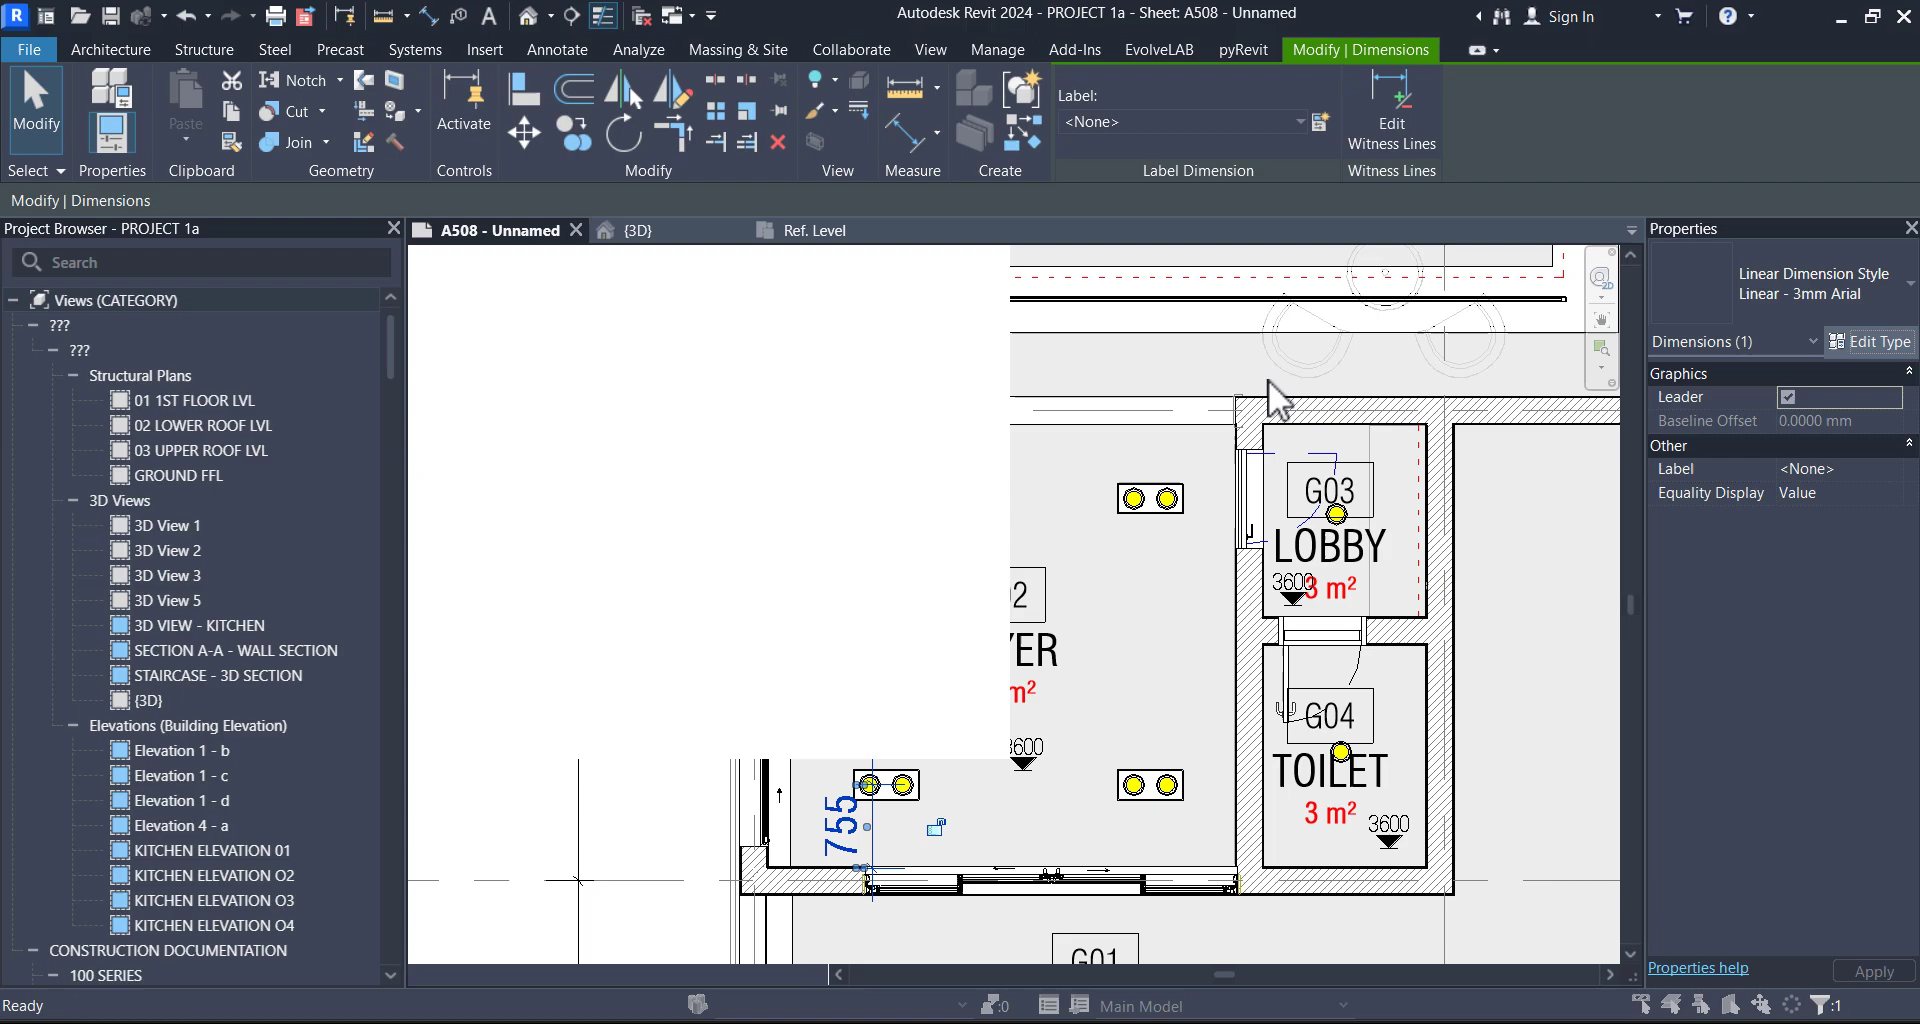 Autodesk Revit 2024 - PROJECT 1a - Sheet: A508 - Unnamed
Sign In
File
Architecture
Structure
Steel
Precast
Systems
Insert
Annotate
Analyze
Massing & Site
Collaborate
View
Manage
Add-Ins
EvolveLAB
pyRevit
Modify | Dimensions
Modify
Paste
Notch
Cut
Join
Activate
Label:
<None>
Edit
Witness Lines
Select
Properties
Clipboard
Geometry
Controls
Modify
View
Measure
Create
Label Dimension
Witness Lines
Modify | Dimensions
Project Browser - PROJECT 1a
A508 - Unnamed
{3D}
Ref. Level
Search
Views (CATEGORY)
???
???
Structural Plans
01 1ST FLOOR LVL
02 LOWER ROOF LVL
03 UPPER ROOF LVL
GROUND FFL
3D Views
3D View 1
3D View 2
3D View 3
3D View 5
3D VIEW - KITCHEN
SECTION A-A - WALL SECTION
STAIRCASE - 3D SECTION
{3D}
Elevations (Building Elevation)
Elevation 1 - b
Elevation 1 - c
Elevation 1 - d
Elevation 4 - a
KITCHEN ELEVATION 01
KITCHEN ELEVATION O2
KITCHEN ELEVATION O3
KITCHEN ELEVATION O4
CONSTRUCTION DOCUMENTATION
100 SERIES
2D
G03
LOBBY
3600
3 m²
2
YER
m²
3600
G04
TOILET
3 m²
3600
755
G01
Properties
Linear Dimension Style
Linear - 3mm Arial
Dimensions (1)
Edit Type
Graphics
Leader
Baseline Offset 0.0000 mm
Other
Label <None>
Equality Display Value
Properties help
Apply
Ready
:0
Main Model
:1